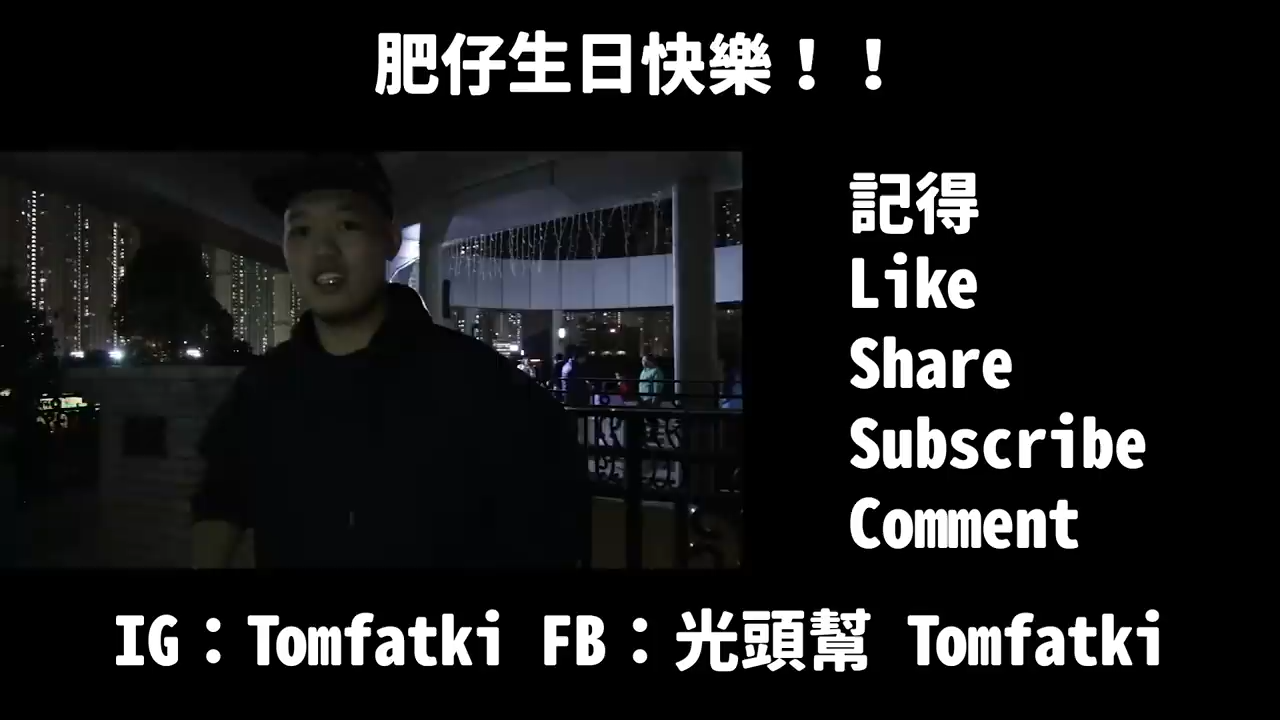 肥仔生日快樂！！
記得
Like
Share
Subscribe
Comment
IG：Tomfatki FB：光頭幫 Tomfatki